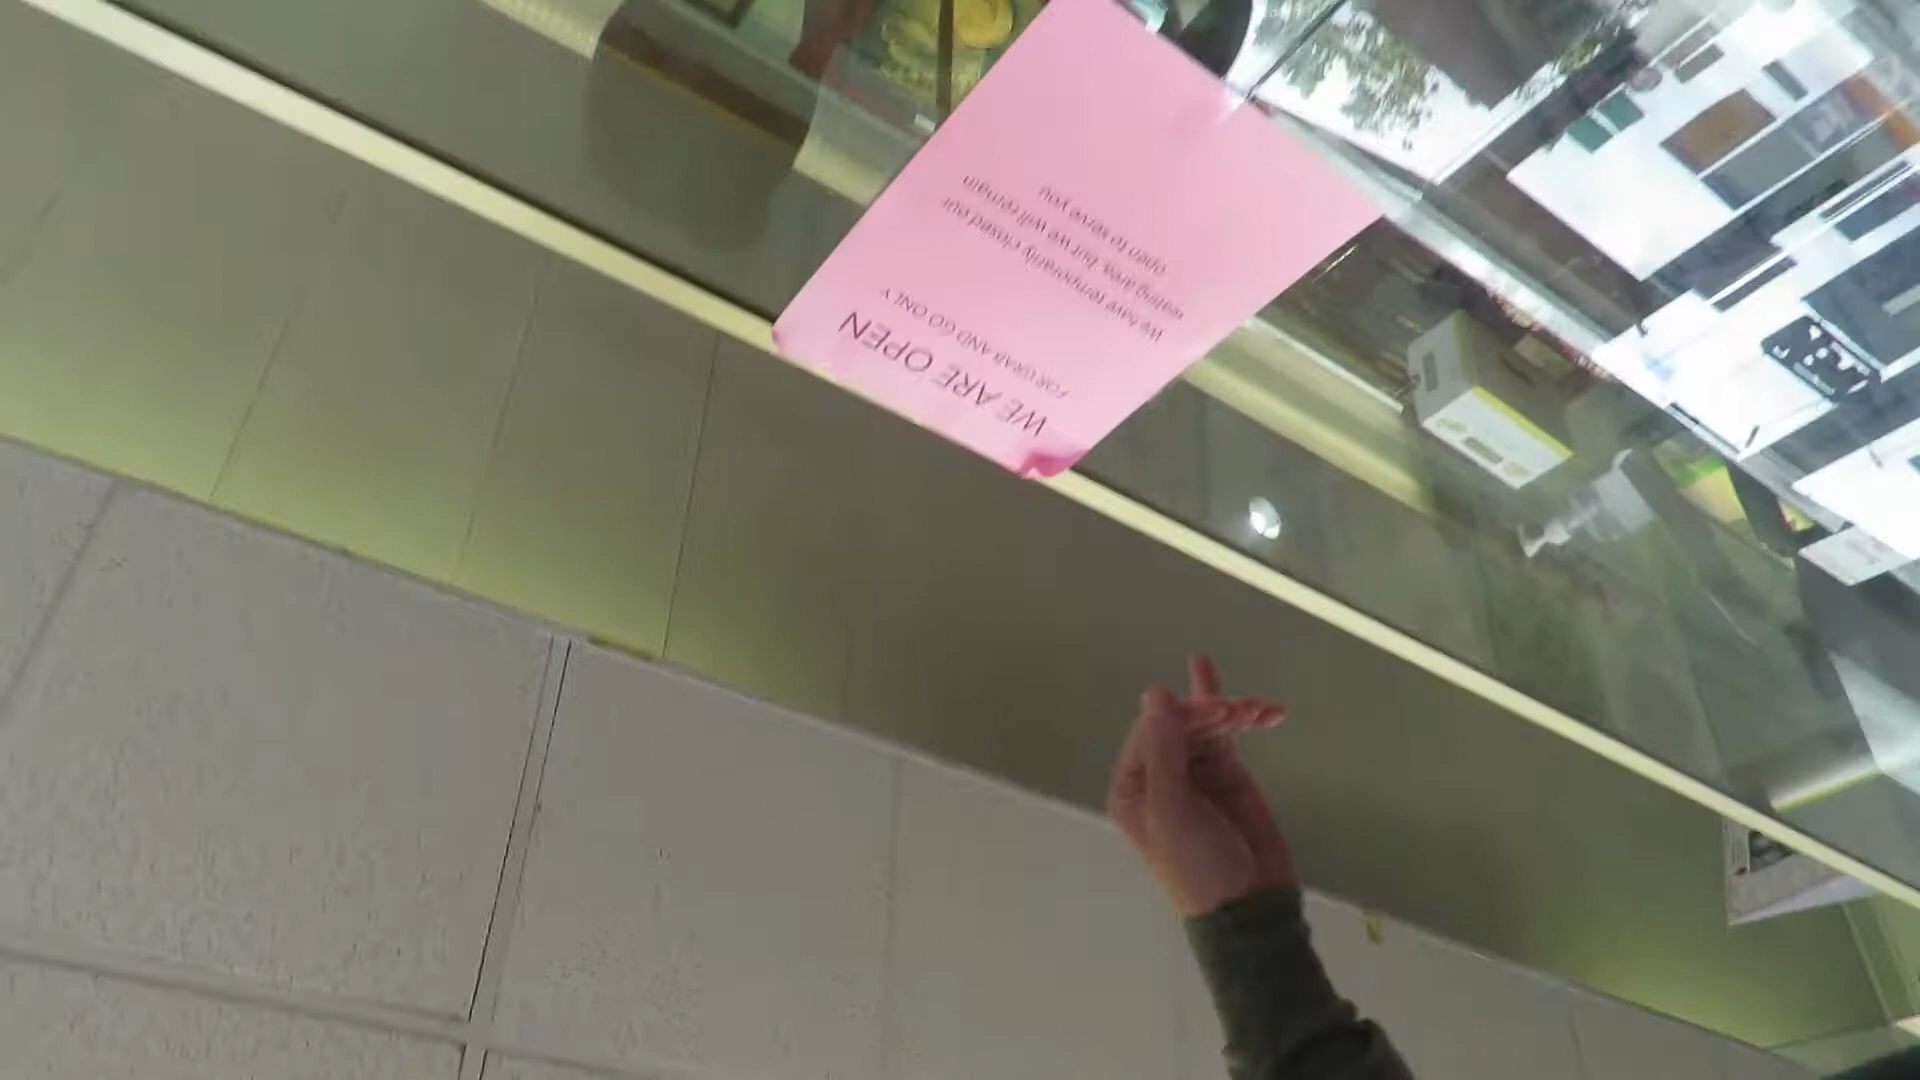 WE ARE OPEN
FOR GRAB AND GO ONLY
We have temporarily closed our
eating area, but we will remain
open to serve you